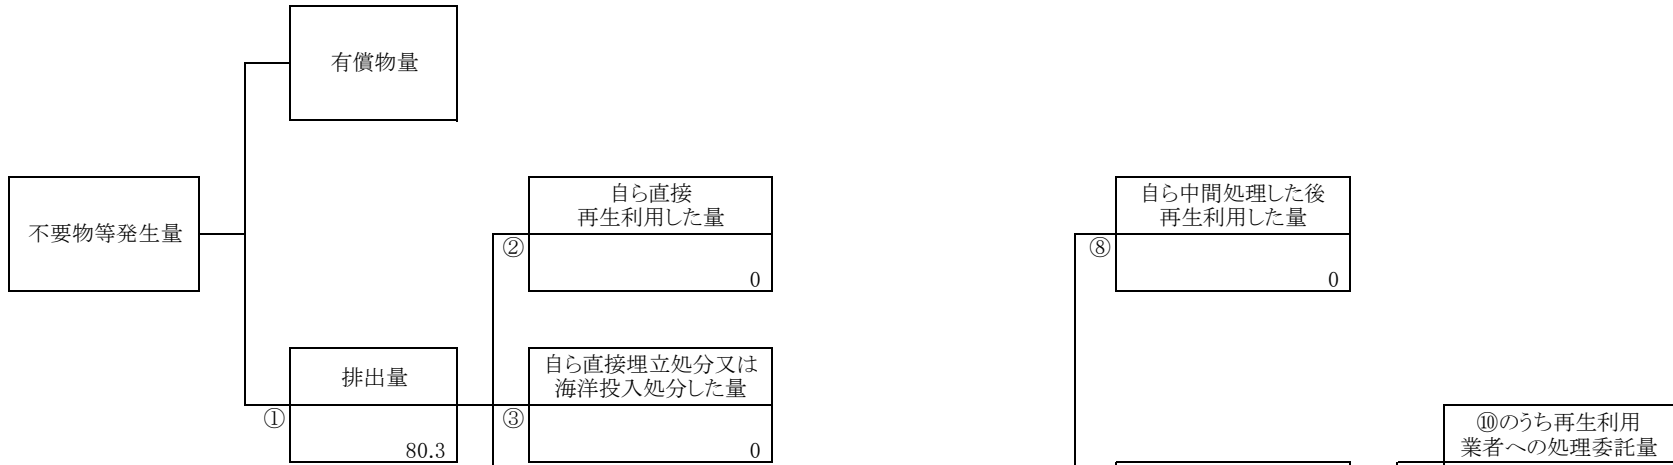 有償物量
不要物等発生量
自ら直接
再生利用した量
②
0
自ら中間処理した後
再生利用した量
⑧
0
排出量
①
80.3
自ら直接埋立処分又は
海洋投入処分した量
③
0
⑩のうち再生利用
業者への処理委託量